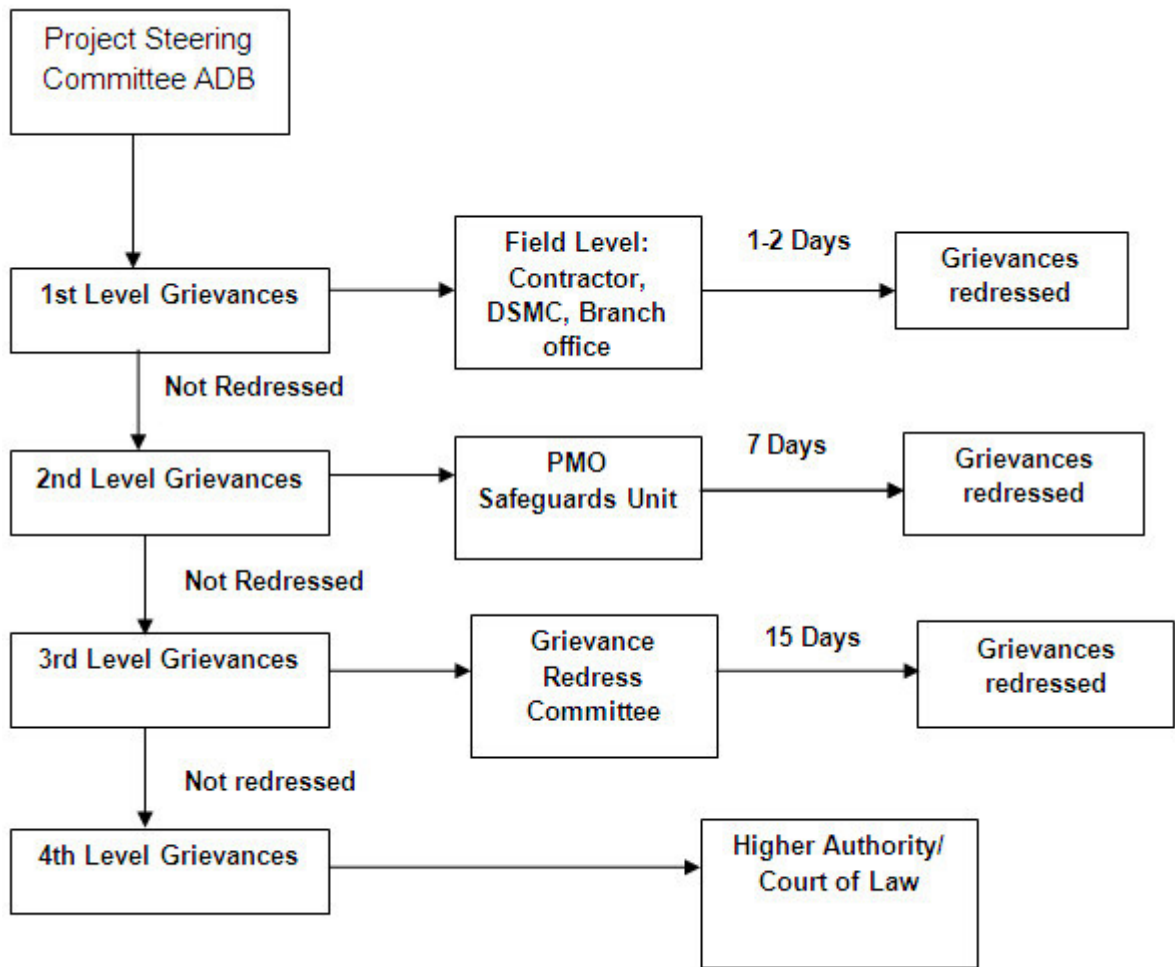 Project Steering
Committee ADB
1st Level Grievances
Field Level:
Contractor,
DSMC, Branch
office
1-2 Days
Grievances
redressed
Not Redressed
2nd Level Grievances
PMO
Safeguards Unit
7 Days
Grievances
redressed
Not Redressed
3rd Level Grievances
Grievance
Redress
Committee
15 Days
Grievances
redressed
Not redressed
4th Level Grievances
Higher Authority/
Court of Law